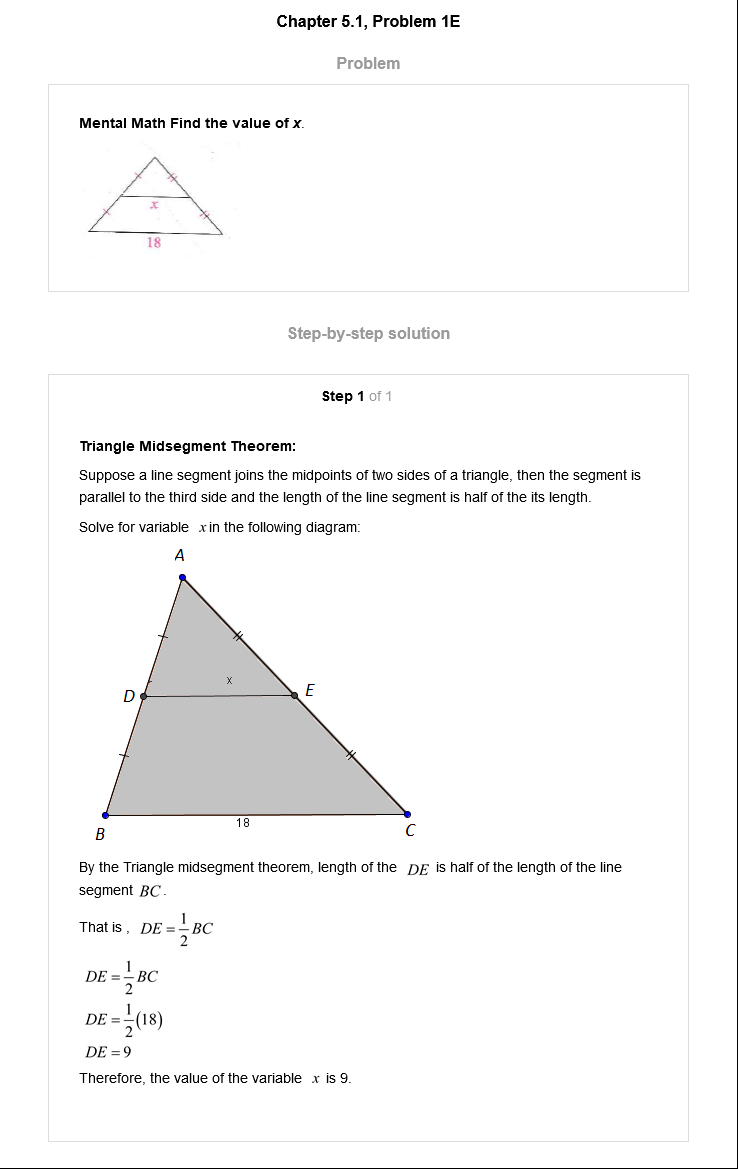 Chapter 5.1, Problem 1E
Problem
Mental Math Find the value of x.
x
18
Step-by-step solution
Step 1 of 1
Triangle Midsegment Theorem:
Suppose a line segment joins the midpoints of two sides of a triangle, then the segment is
parallel to the third side and the length of the line segment is half of the its length.
Solve for variable x in the following diagram:
A
x
D
E
18
B
C
By the Triangle midsegment theorem, length of the DE is half of the length of the line
segment BC.
That is, DE = 1/2 BC
DE = 1/2 BC
DE = 1/2 (18)
DE = 9
Therefore, the value of the variable x is 9.